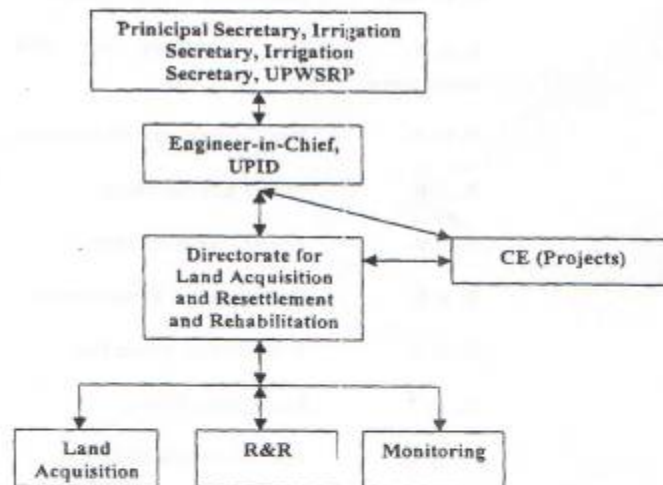 Prinicipal Secretary, Irrigation
Secretary, Irrigation
Secretary, UPWSRP
Engineer-in-Chief,
UPID
Directorate for
Land Acquisition
and Resettlement
and Rehabilitation
CE (Projects)
Land
Acquisition
R&R
Monitoring